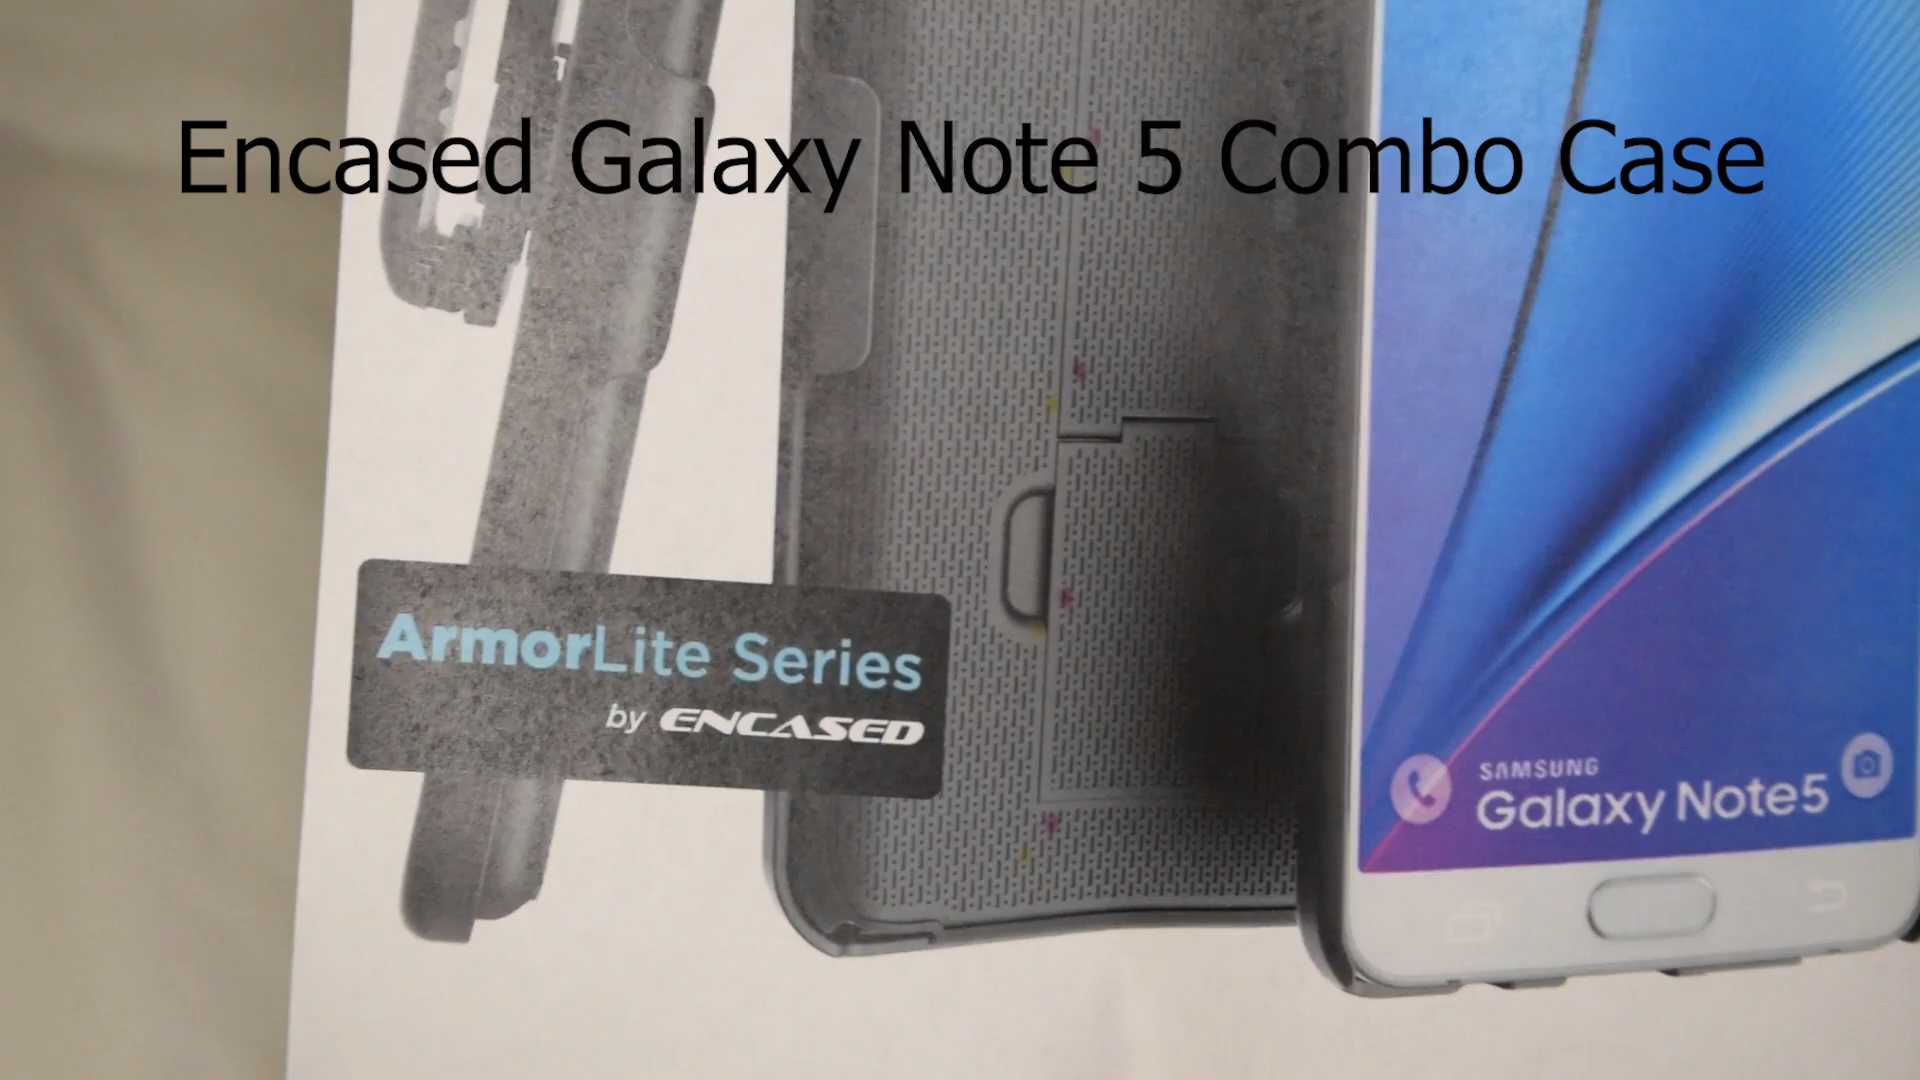 Encased Galaxy Note 5 Combo Case
ArmorLite Series
by ENCASED
SAMSUNG
Galaxy Note5